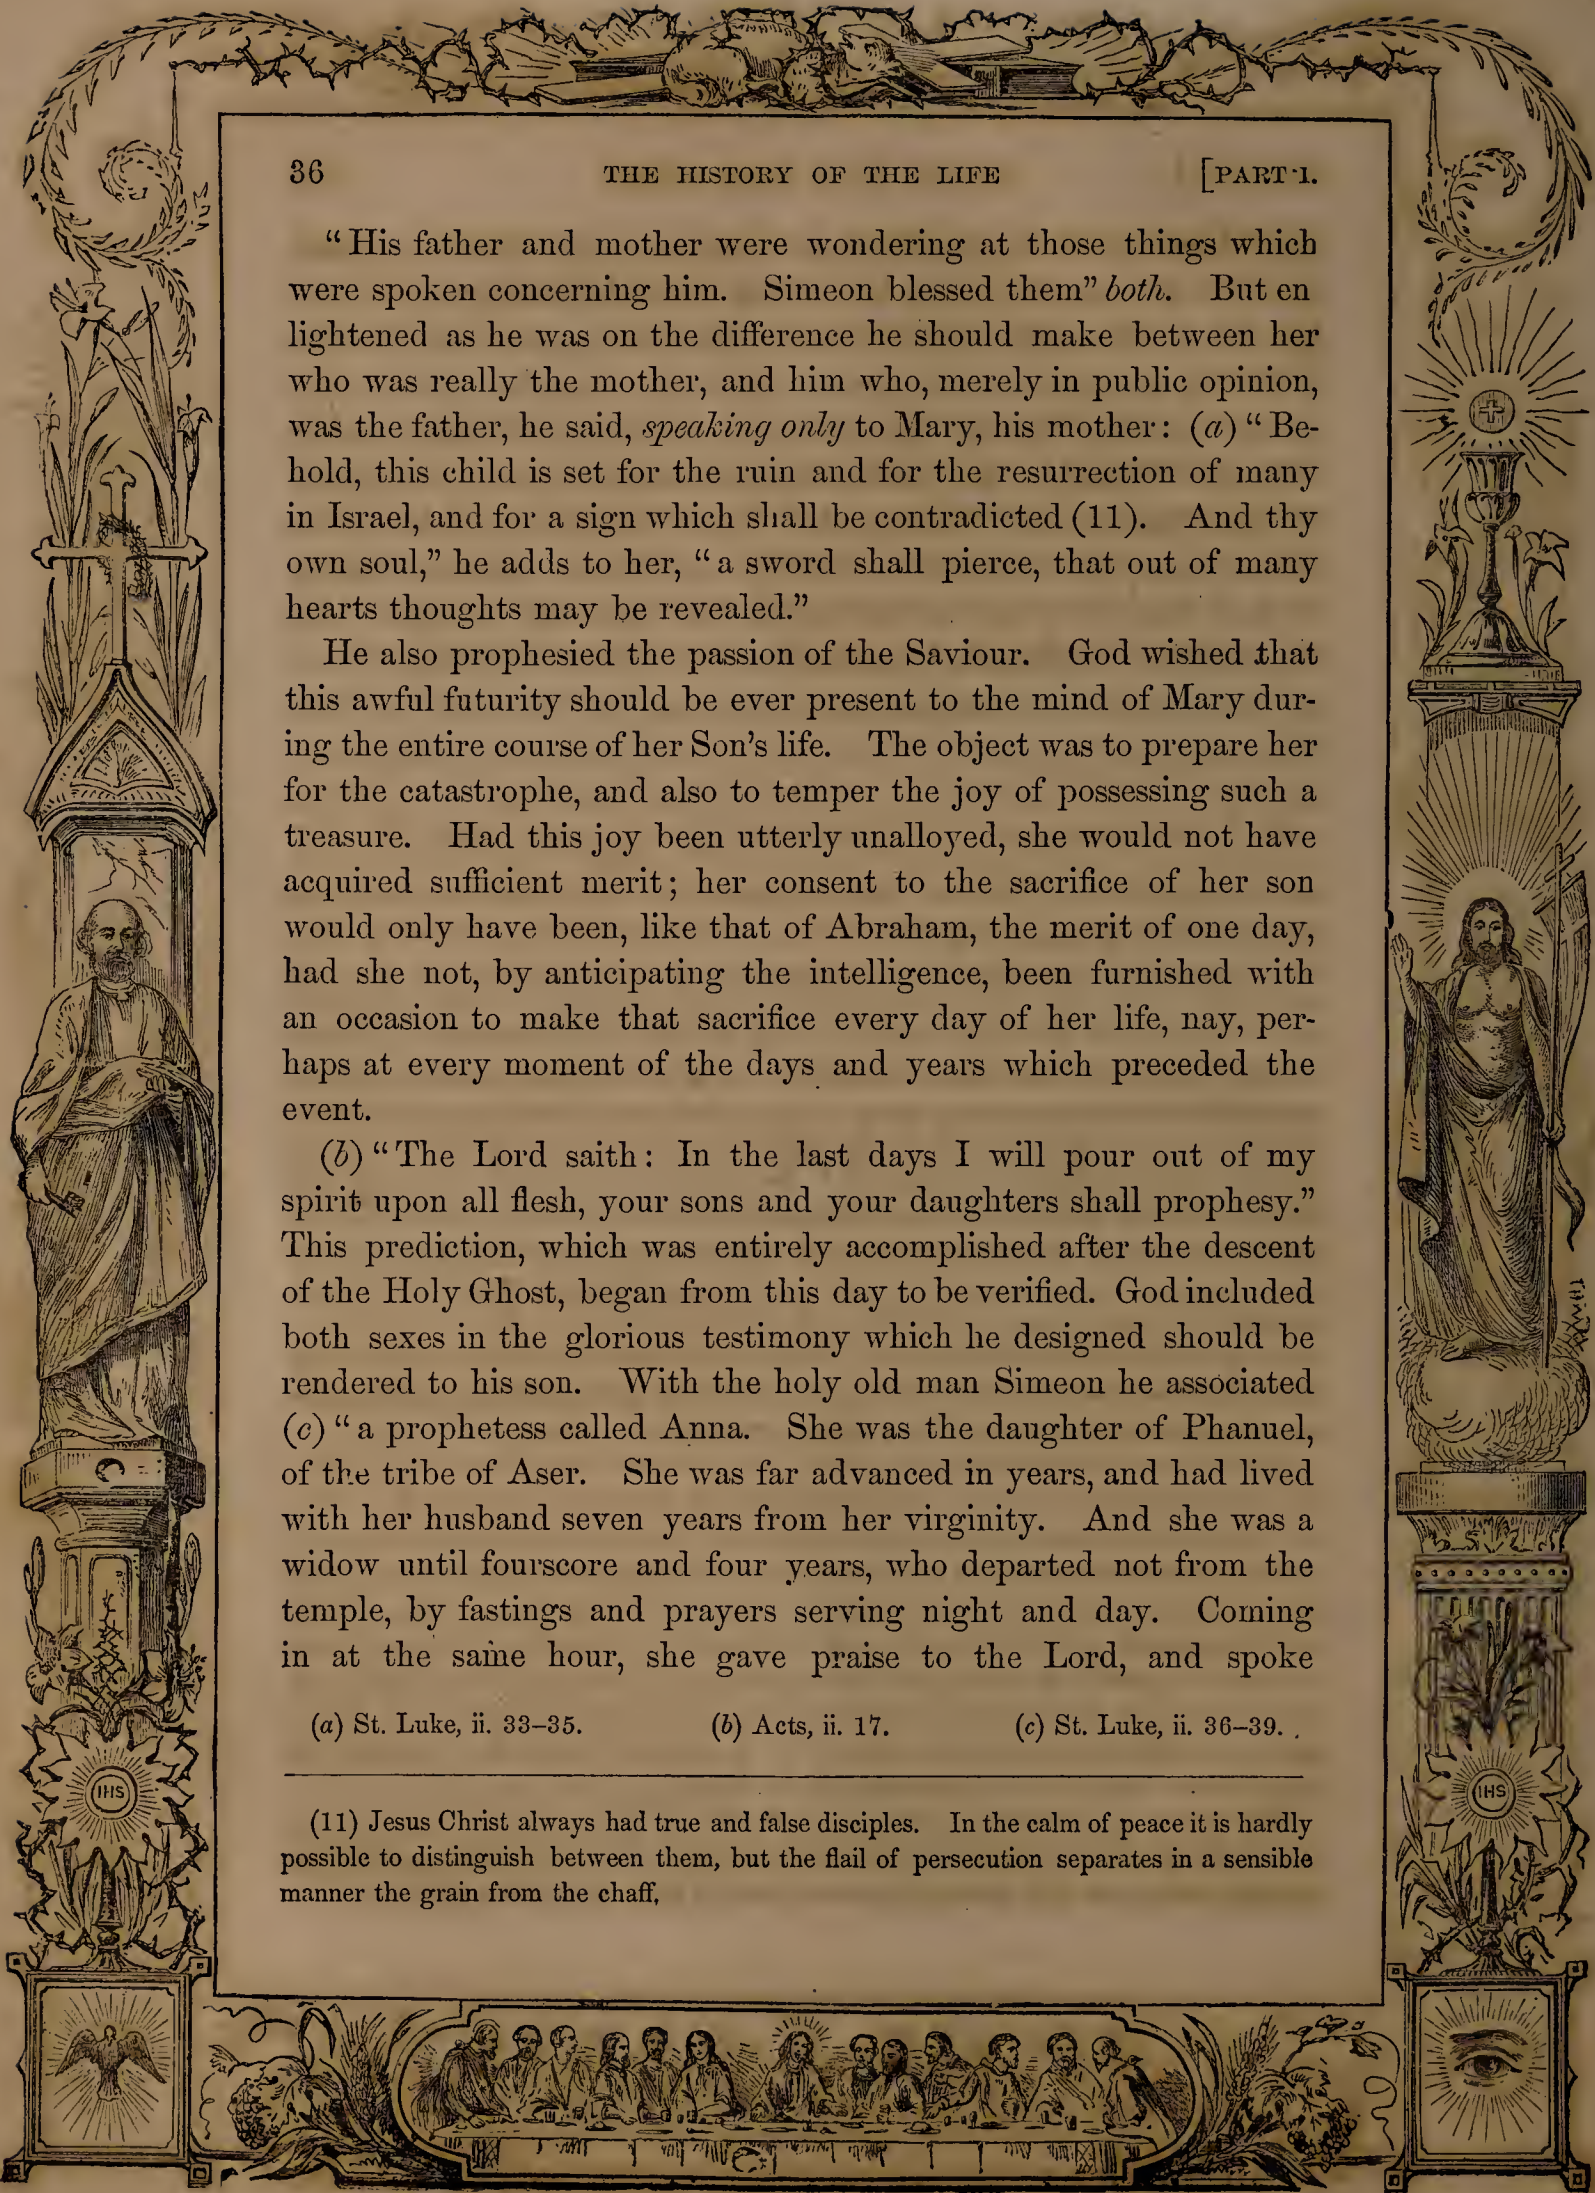 36 THE HISTORY OF THE LIFE [PART 1.
“His father and mother were wondering at those things which
were spoken concerning him. Simeon blessed them” both. But en
lightened as he was on the difference he should make between her
who was really the mother, and him who, merely in public opinion,
was the father, he said, speaking only to Mary, his mother: (a) “Be-
hold, this child is set for the ruin and for the resurrection of many
in Israel, and for a sign which shall be contradicted (11). And thy
own soul,” he adds to her, “a sword shall pierce, that out of many
hearts thoughts may be revealed.”
He also prophesied the passion of the Saviour. God wished that
this awful futurity should be ever present to the mind of Mary dur-
ing the entire course of her Son’s life. The object was to prepare her
for the catastrophe, and also to temper the joy of possessing such a
treasure. Had this joy been utterly unalloyed, she would not have
acquired sufficient merit; her consent to the sacrifice of her son
would only have been, like that of Abraham, the merit of one day,
had she not, by anticipating the intelligence, been furnished with
an occasion to make that sacrifice every day of her life, nay, per-
haps at every moment of the days and years which preceded the
event.
(b) “The Lord saith: In the last days I will pour out of my
spirit upon all flesh, your sons and your daughters shall prophesy.”
This prediction, which was entirely accomplished after the descent
of the Holy Ghost, began from this day to be verified. God included
both sexes in the glorious testimony which he designed should be
rendered to his son. With the holy old man Simeon he associated
(c) “a prophetess called Anna. She was the daughter of Phanuel,
of the tribe of Aser. She was far advanced in years, and had lived
with her husband seven years from her virginity. And she was a
widow until fourscore and four years, who departed not from the
temple, by fastings and prayers serving night and day. Coming
in at the same hour, she gave praise to the Lord, and spoke
(a) St. Luke, ii. 33–35. (b) Acts, ii. 17. (c) St. Luke, ii. 36–39.
(11) Jesus Christ always had true and false disciples. In the calm of peace it is hardly
possible to distinguish between them, but the flail of persecution separates in a sensible
manner the grain from the chaff,
IHS
IHS